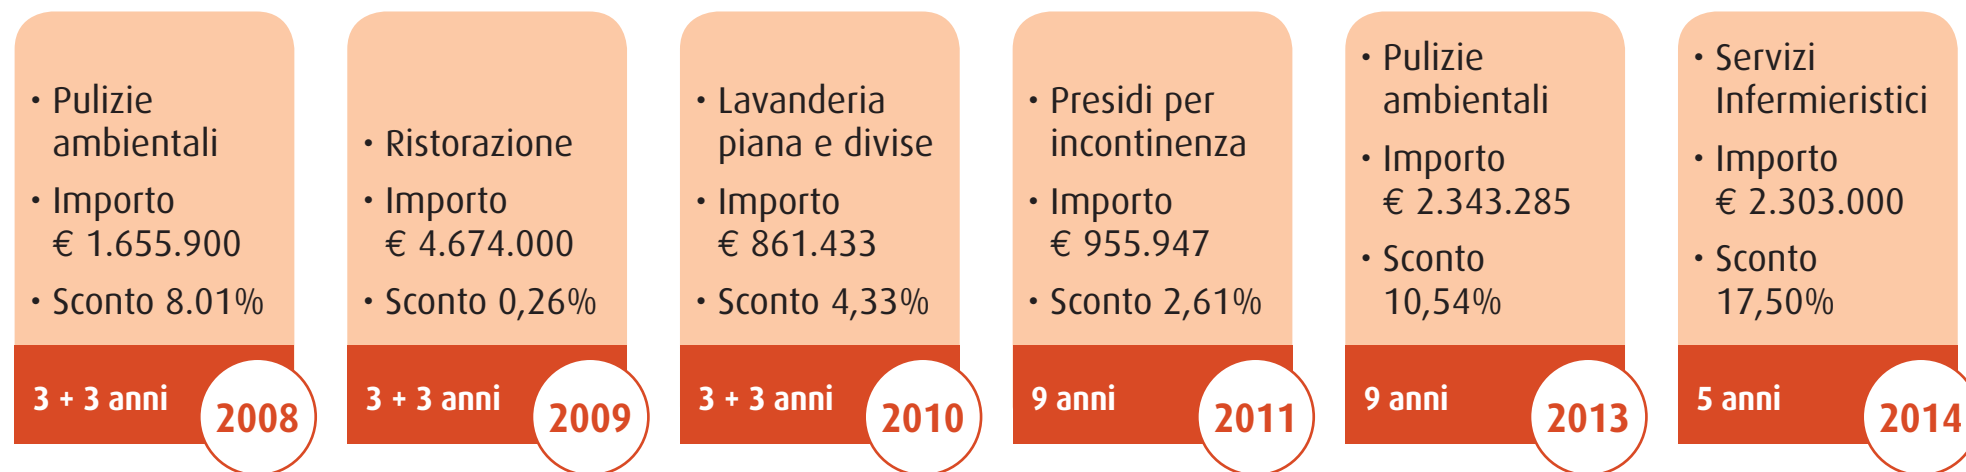 • Pulizie
ambientali
• Importo
€ 1.655.900
• Sconto 8.01%
3 + 3 anni
2008
• Ristorazione
• Importo
€ 4.674.000
• Sconto 0,26%
3 + 3 anni
2009
• Lavanderia
piana e divise
• Importo
€ 861.433
• Sconto 4,33%
3 + 3 anni
2010
• Presidi per
incontinenza
• Importo
€ 955.947
• Sconto 2,61%
9 anni
2011
• Pulizie
ambientali
• Importo
€ 2.343.285
• Sconto
10,54%
9 anni
2013
• Servizi
Infermieristici
• Importo
€ 2.303.000
• Sconto
17,50%
5 anni
2014